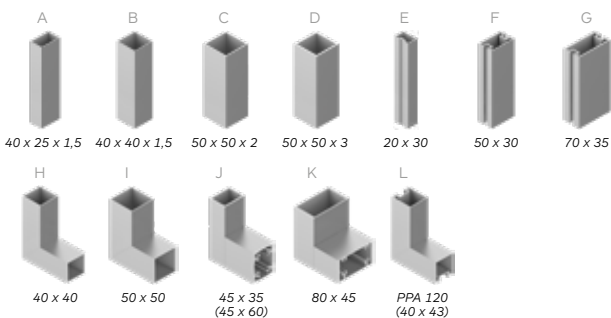 A B C D E F G
40 x 25 x 1,5 40 x 40 x 1,5 50 x 50 x 2 50 x 50 x 3 20 x 30 50 x 30 70 x 35
H I J K L
40 x 40 50 x 50 45 x 35 80 x 45 PPA 120
(45 x 60) (40 x 43)